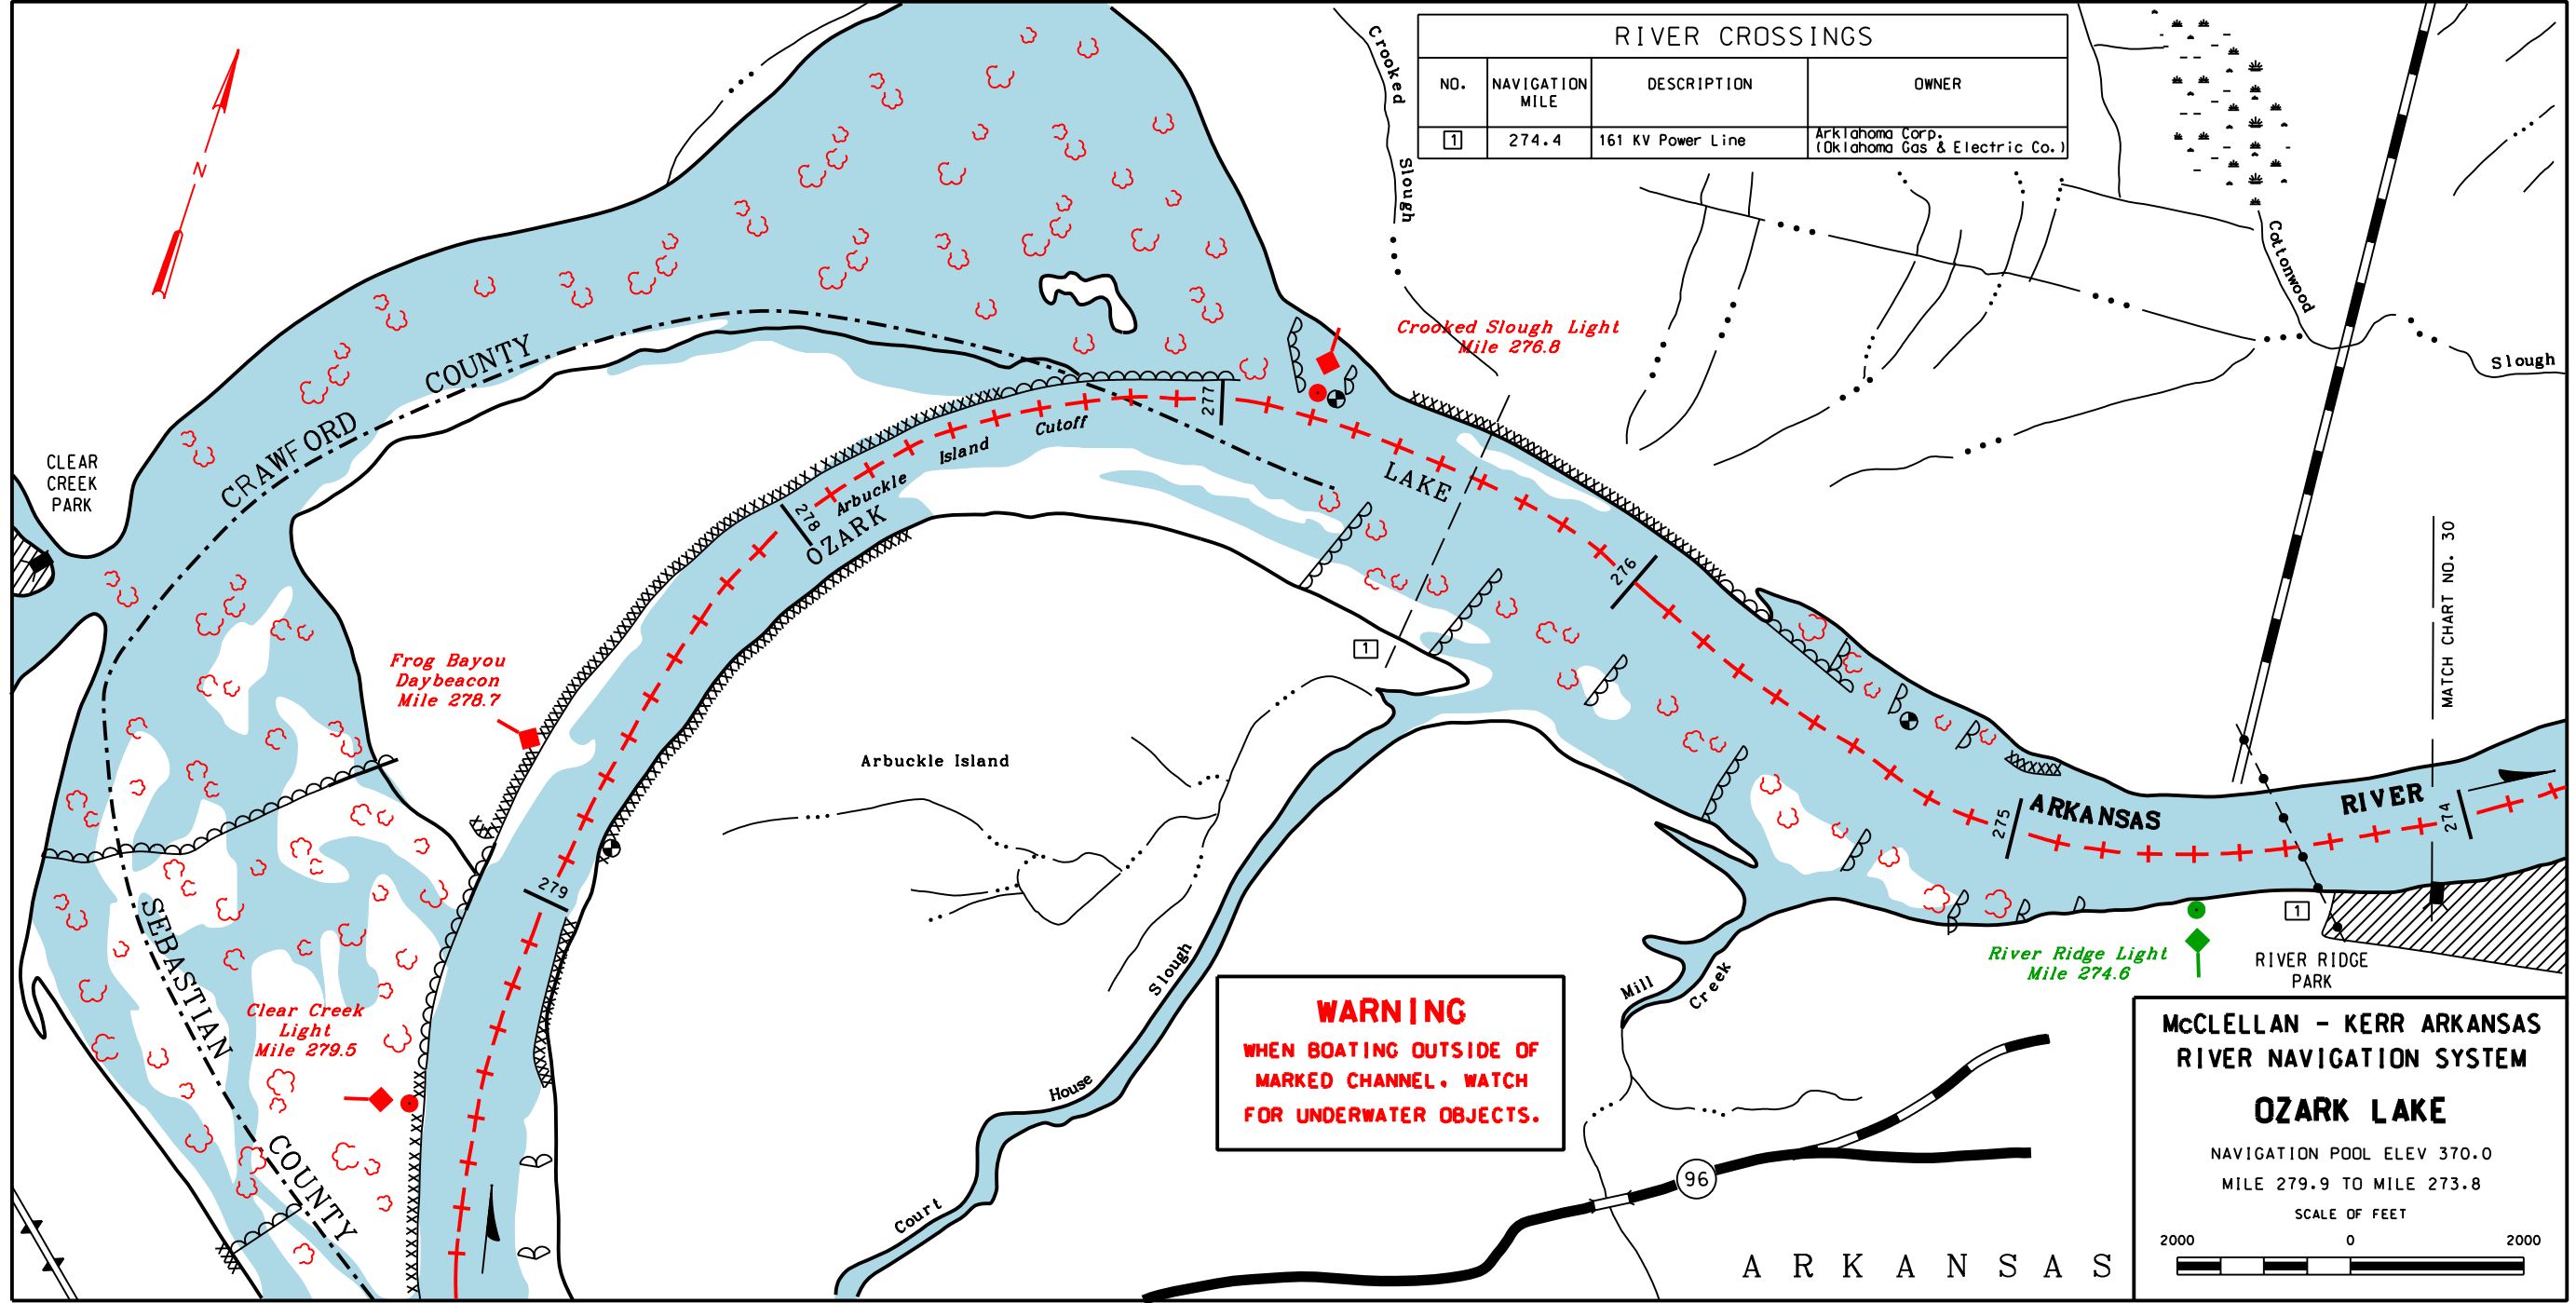 RIVER CROSSINGS
NO.
NAVIGATION
MILE
DESCRIPTION
OWNER
1
274.4
161 KV Power Line
Arklahoma Corp.
(Oklahoma Gas & Electric Co.)
N
Crooked
Slough
Cottonwood
Slough
Crooked Slough Light
Mile 276.8
CRAWFORD COUNTY
CLEAR
CREEK
PARK
277
Arbuckle Island Cutoff
278
OZARK
LAKE
276
MATCH CHART NO. 30
1
Frog Bayou
Daybeacon
Mile 278.7
Arbuckle Island
275
ARKANSAS
RIVER
274
279
SEBASTIAN COUNTY
1
River Ridge Light
Mile 274.6
RIVER RIDGE
PARK
Mill
Creek
Clear Creek
Light
Mile 279.5
Court House Slough
WARNING
WHEN BOATING OUTSIDE OF
MARKED CHANNEL. WATCH
FOR UNDERWATER OBJECTS.
96
ARKANSAS
McCLELLAN - KERR ARKANSAS
RIVER NAVIGATION SYSTEM
OZARK LAKE
NAVIGATION POOL ELEV 370.0
MILE 279.9 TO MILE 273.8
SCALE OF FEET
2000 0 2000